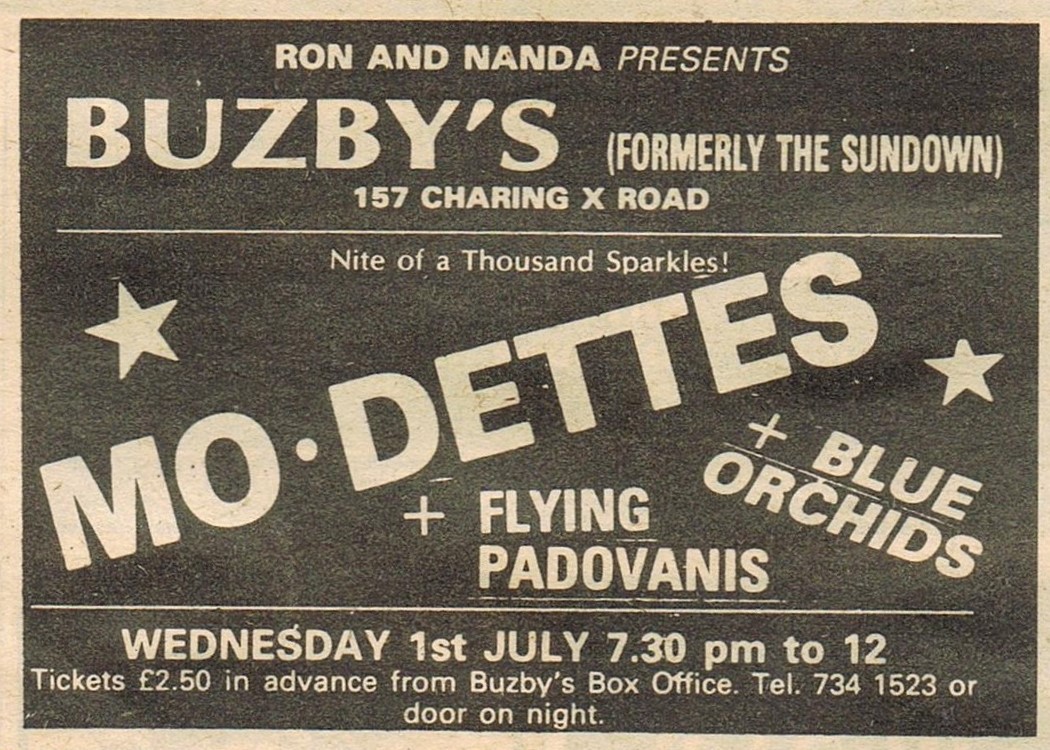 RON AND NANDA PRESENTS
BUZBY'S (FORMERLY THE SUNDOWN)
157 CHARING X ROAD
Nite of a Thousand Sparkles!
MO·DETTES
+ BLUE
ORCHIDS
+ FLYING
PADOVANIS
WEDNESDAY 1st JULY 7.30 pm to 12
Tickets £2.50 in advance from Buzby's Box Office. Tel. 734 1523 or
door on night.